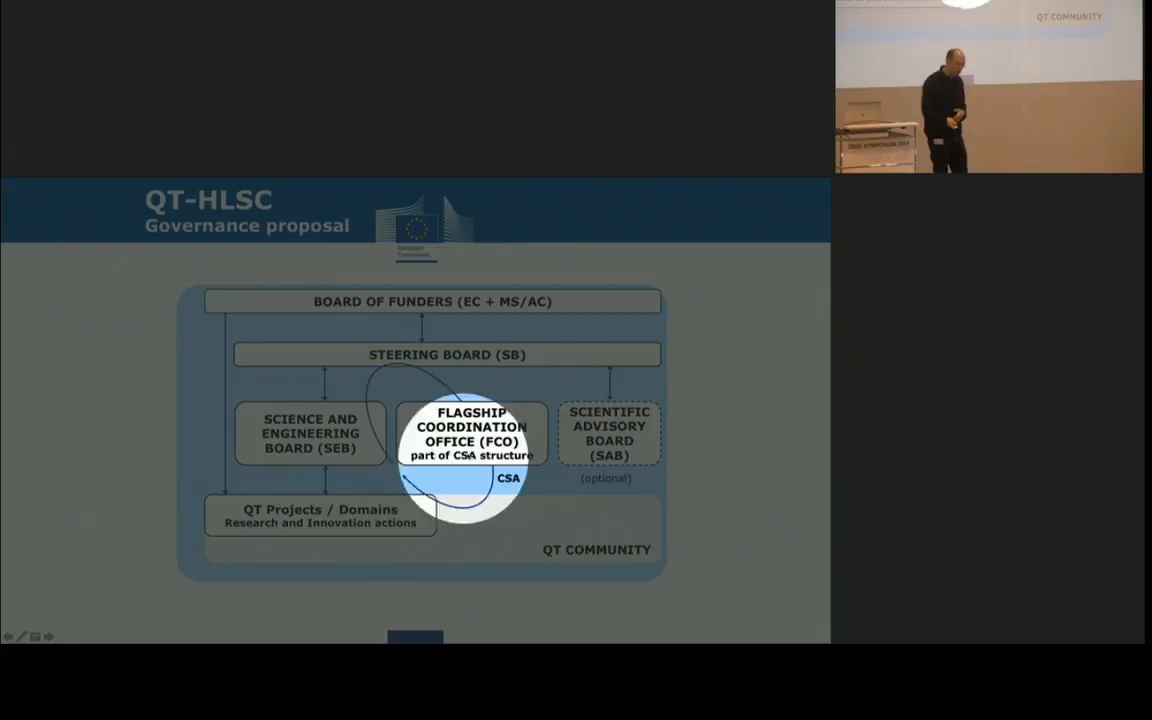 QT COMMUNITY
QT-HLSC
Governance proposal
European
Commission
BOARD OF FUNDERS (EC + MS/AC)
STEERING BOARD (SB)
SCIENCE AND
ENGINEERING
BOARD (SEB)
FLAGSHIP
COORDINATION
OFFICE (FCO)
part of CSA structure
SCIENTIFIC
ADVISORY
BOARD
(SAB)
CSA
(optional)
QT Projects / Domains
Research and Innovation actions
QT COMMUNITY